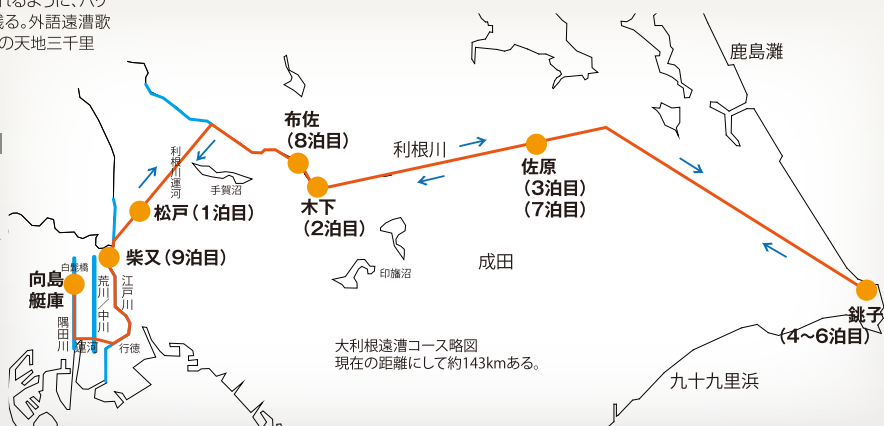 れるように、バケ
残る。外語遠漕歌
の天地三千里
鹿島灘
布佐
（8泊目）
利根川
佐原
（3泊目）
（7泊目）
利根川運河
手賀沼
木下
（2泊目）
松戸（1泊目）
柴又（9泊目）
白髭橋
向島
艇庫
荒川／中川
江戸川
隅田川
運河
行徳
印旛沼
成田
銚子
（4〜6泊目）
大利根遠漕コース略図
現在の距離にして約143kmある。
九十九里浜